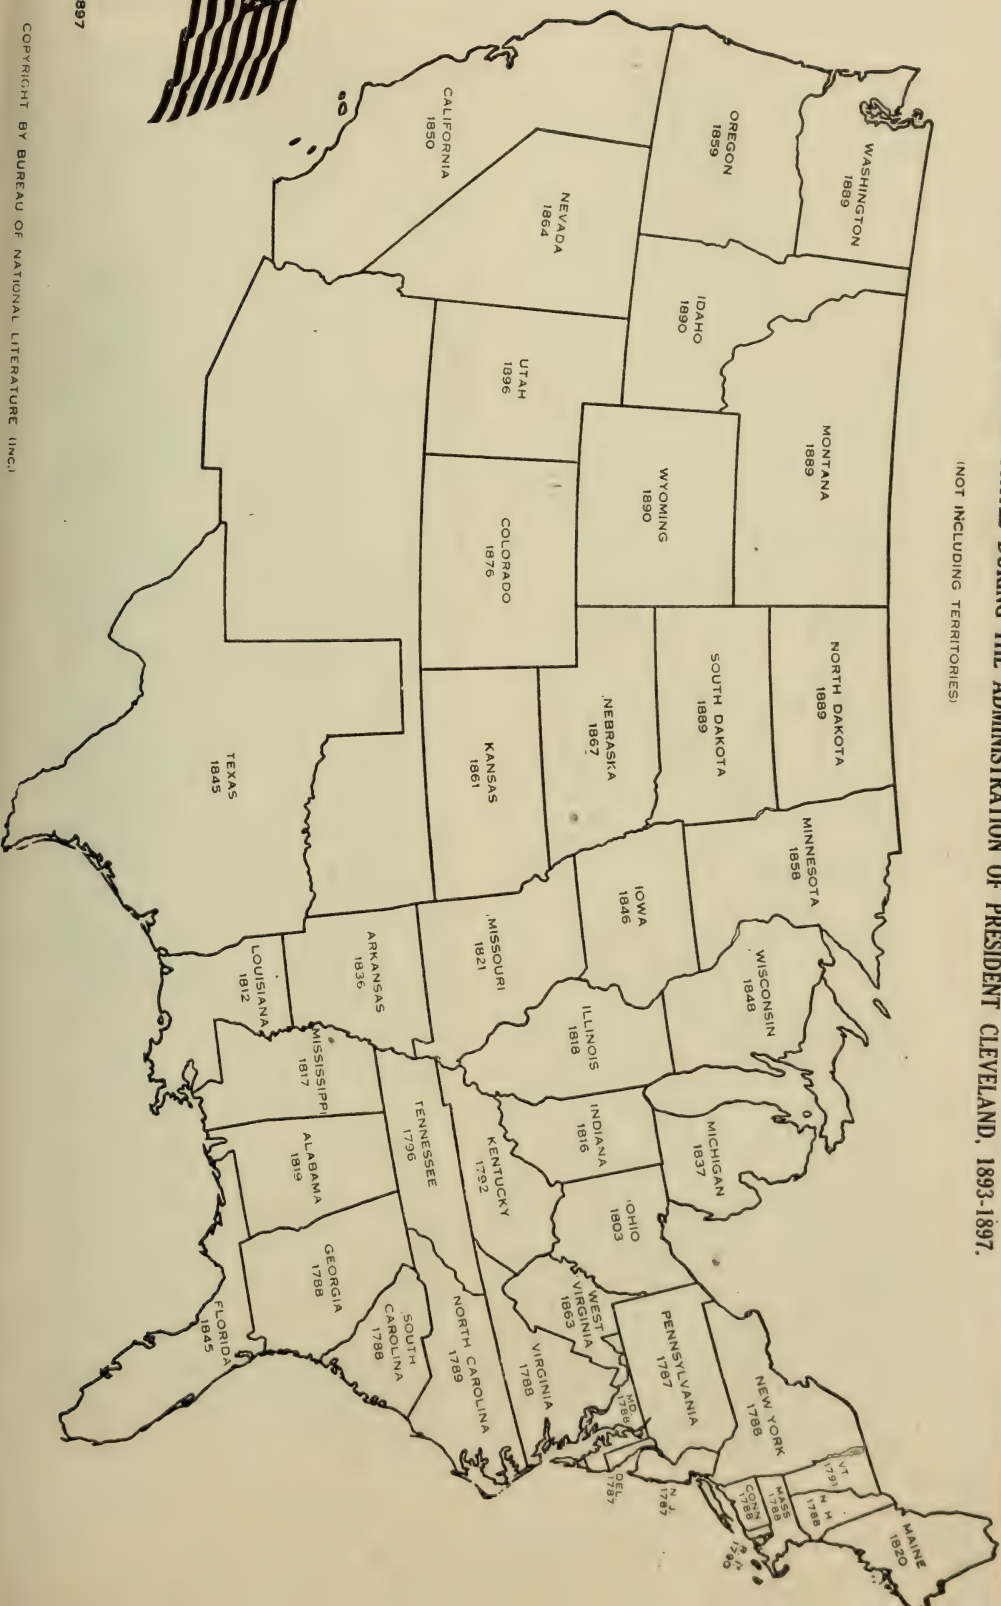 DURING THE ADMINISTRATION OF PRESIDENT CLEVELAND, 1893-1897.
(NOT INCLUDING TERRITORIES)
WASHINGTON
1889
OREGON
1859
CALIFORNIA
1850
NEVADA
1864
IDAHO
1890
MONTANA
1889
WYOMING
1890
UTAH
1896
COLORADO
1876
NORTH DAKOTA
1889
SOUTH DAKOTA
1889
NEBRASKA
1867
KANSAS
1861
TEXAS
1845
MINNESOTA
1858
IOWA
1846
MISSOURI
1821
ARKANSAS
1836
LOUISIANA
1812
WISCONSIN
1848
ILLINOIS
1818
MICHIGAN
1837
INDIANA
1816
OHIO
1803
KENTUCKY
1792
TENNESSEE
1796
MISSISSIPPI
1817
ALABAMA
1819
GEORGIA
1788
FLORIDA
1845
SOUTH
CAROLINA
1788
NORTH CAROLINA
1789
VIRGINIA
1788
WEST
VIRGINIA
1863
PENNSYLVANIA
1787
MD.
1788
DEL.
1787
N. J.
1787
NEW YORK
1788
CONN
1788
MASS
1788
VT
1791
N H
1788
MAINE
1820
1790
897
COPYRIGHT BY BUREAU OF NATIONAL LITERATURE (INC.)